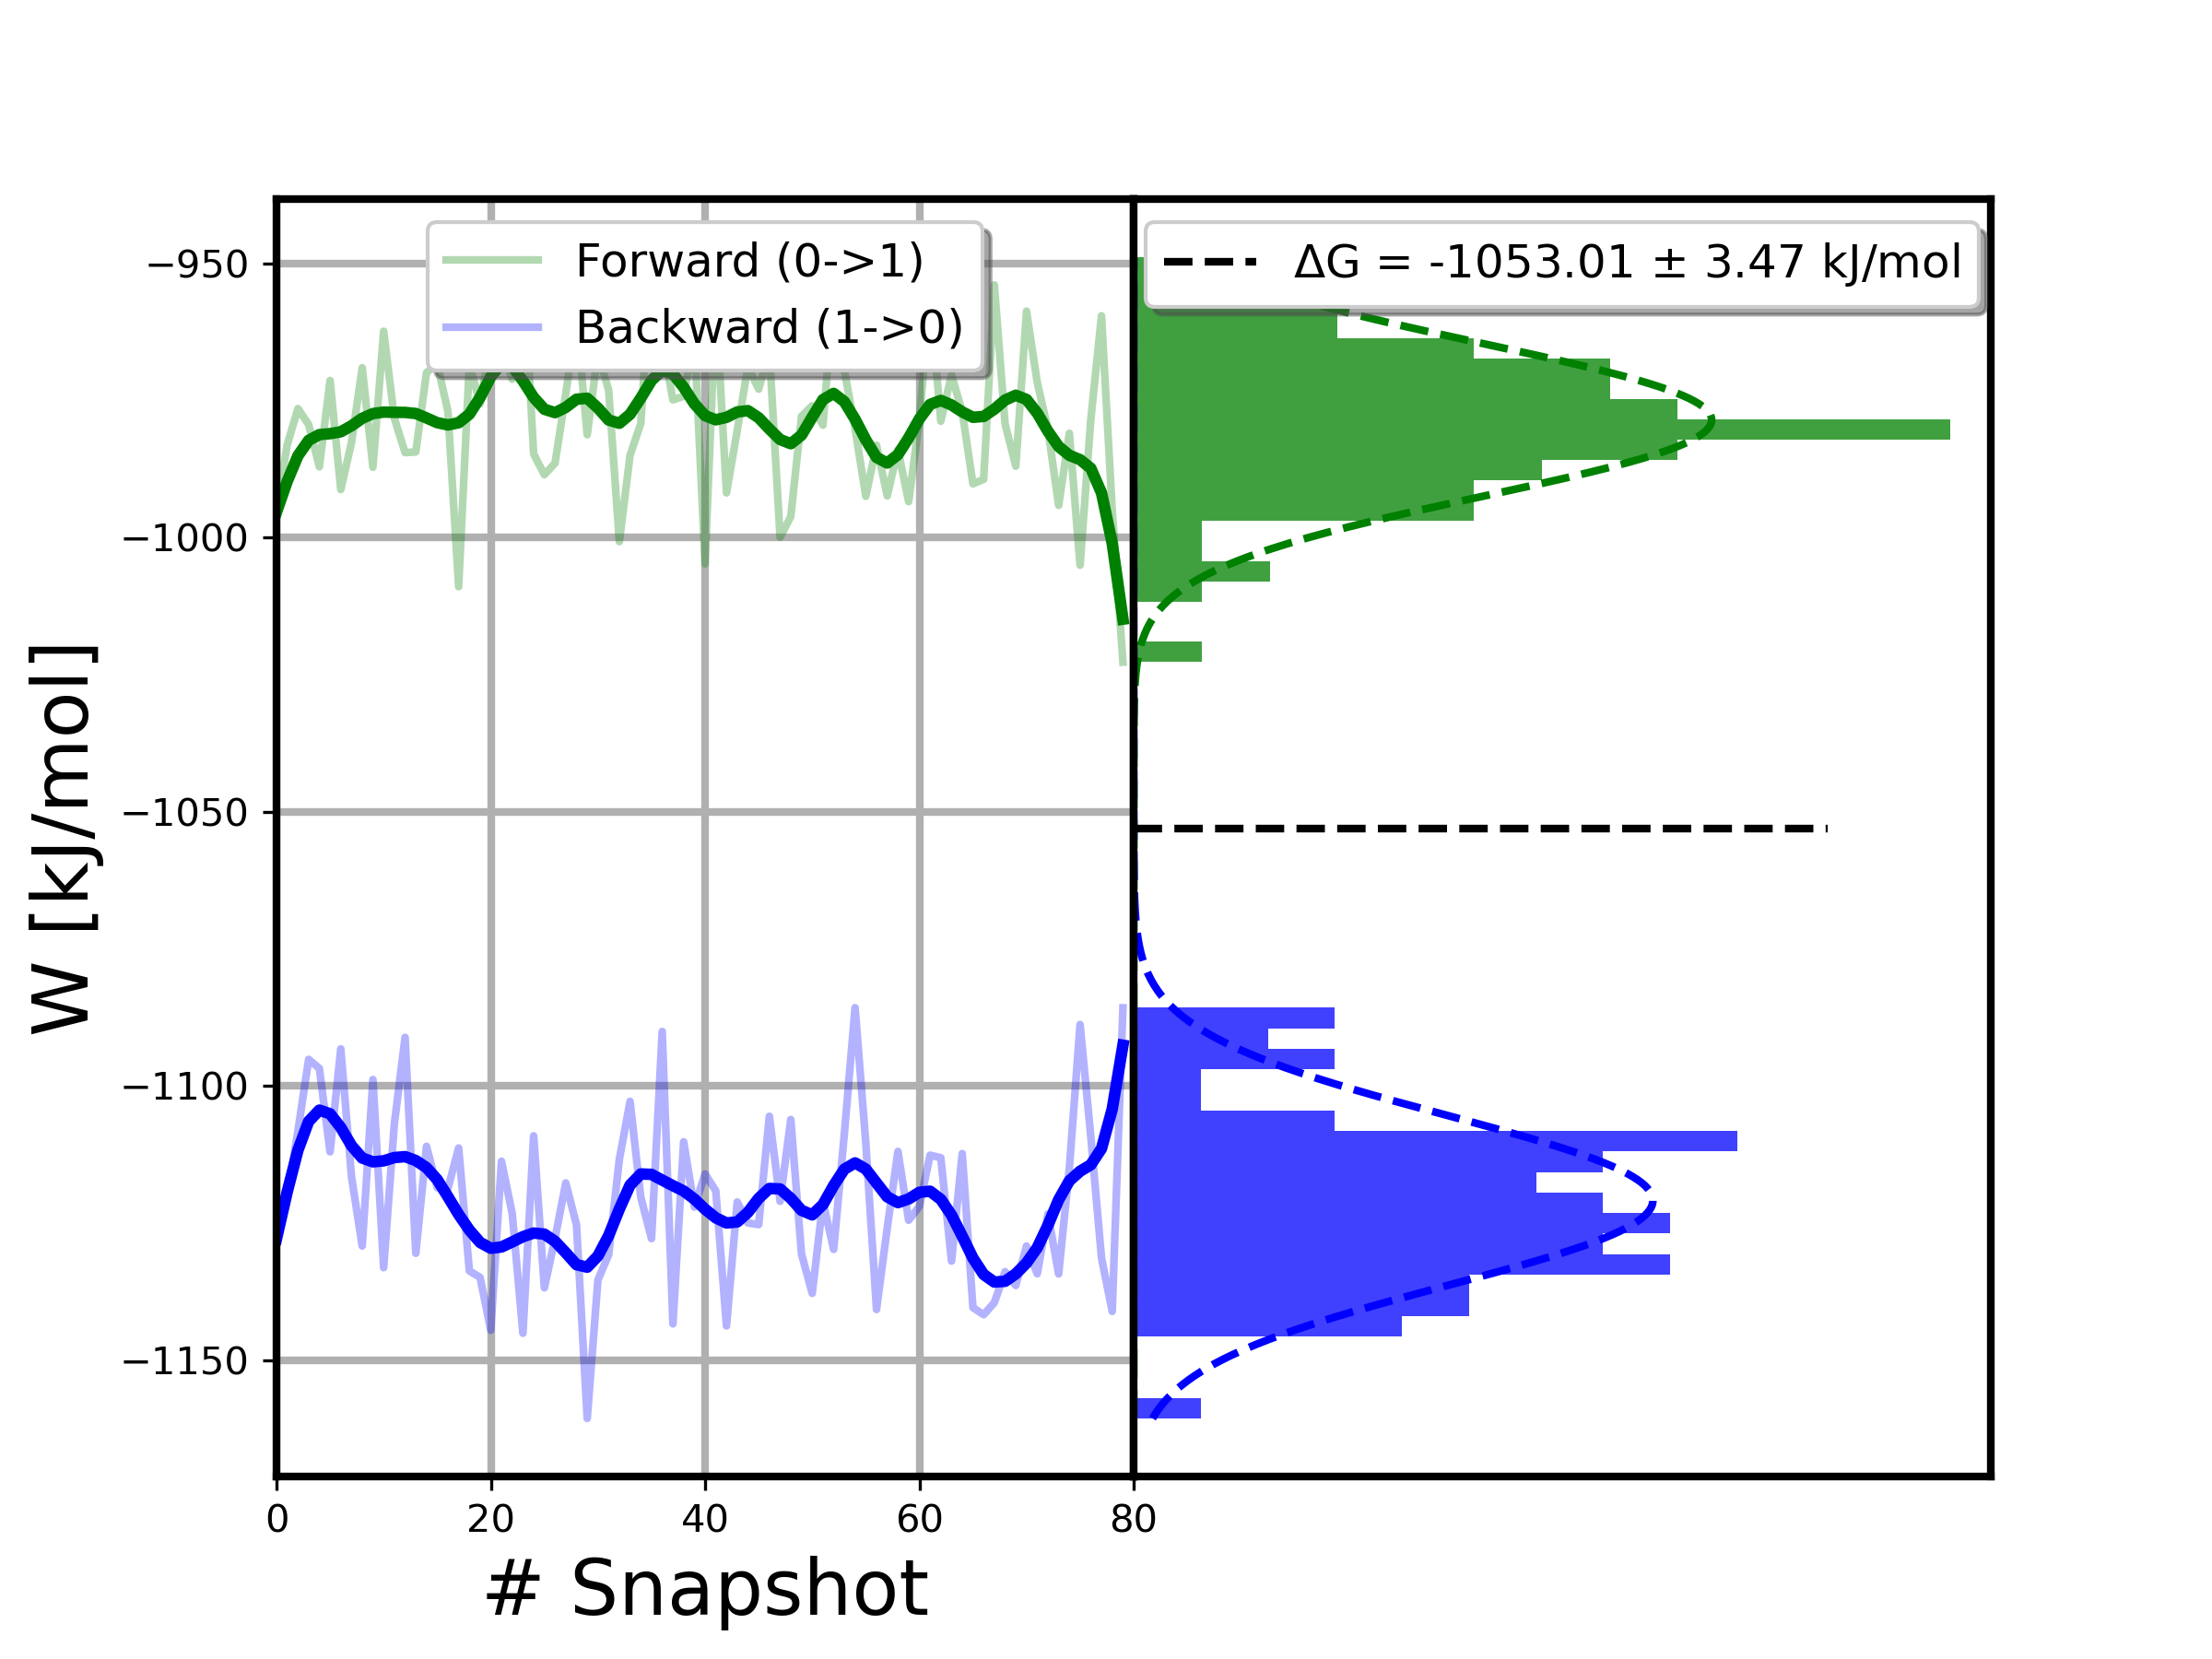 Forward (0->1)
Backward (1->0)
ΔG = -1053.01 ± 3.47 kJ/mol
−950
−1000
−1050
−1100
−1150
W [kJ/mol]
0 20 40 60 80
# Snapshot